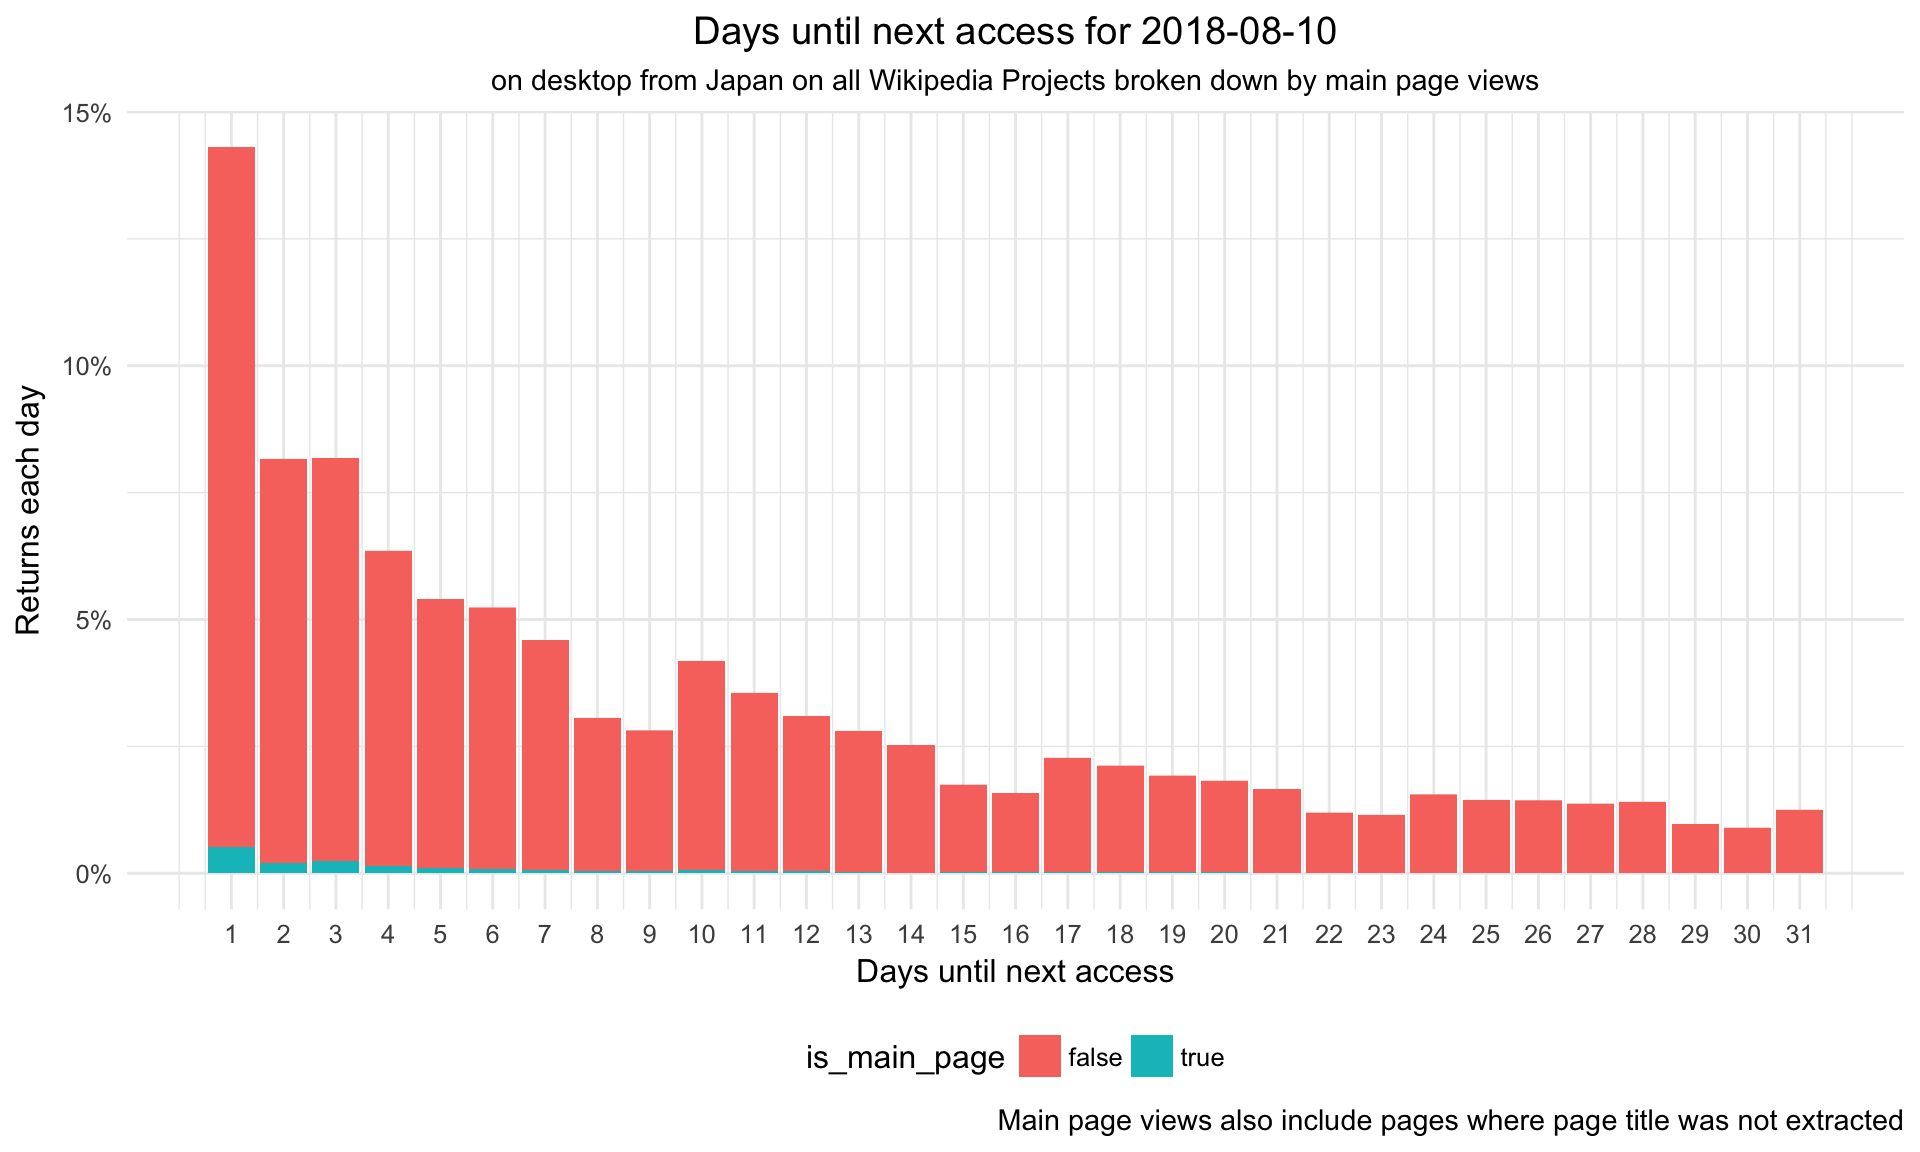 Days until next access for 2018-08-10
on desktop from Japan on all Wikipedia Projects broken down by main page views
15%
10%
5%
0%
Returns each day
1 2 3 4 5 6 7 8 9 10 11 12 13 14 15 16 17 18 19 20 21 22 23 24 25 26 27 28 29 30 31
Days until next access
is_main_page false true
Main page views also include pages where page title was not extracted